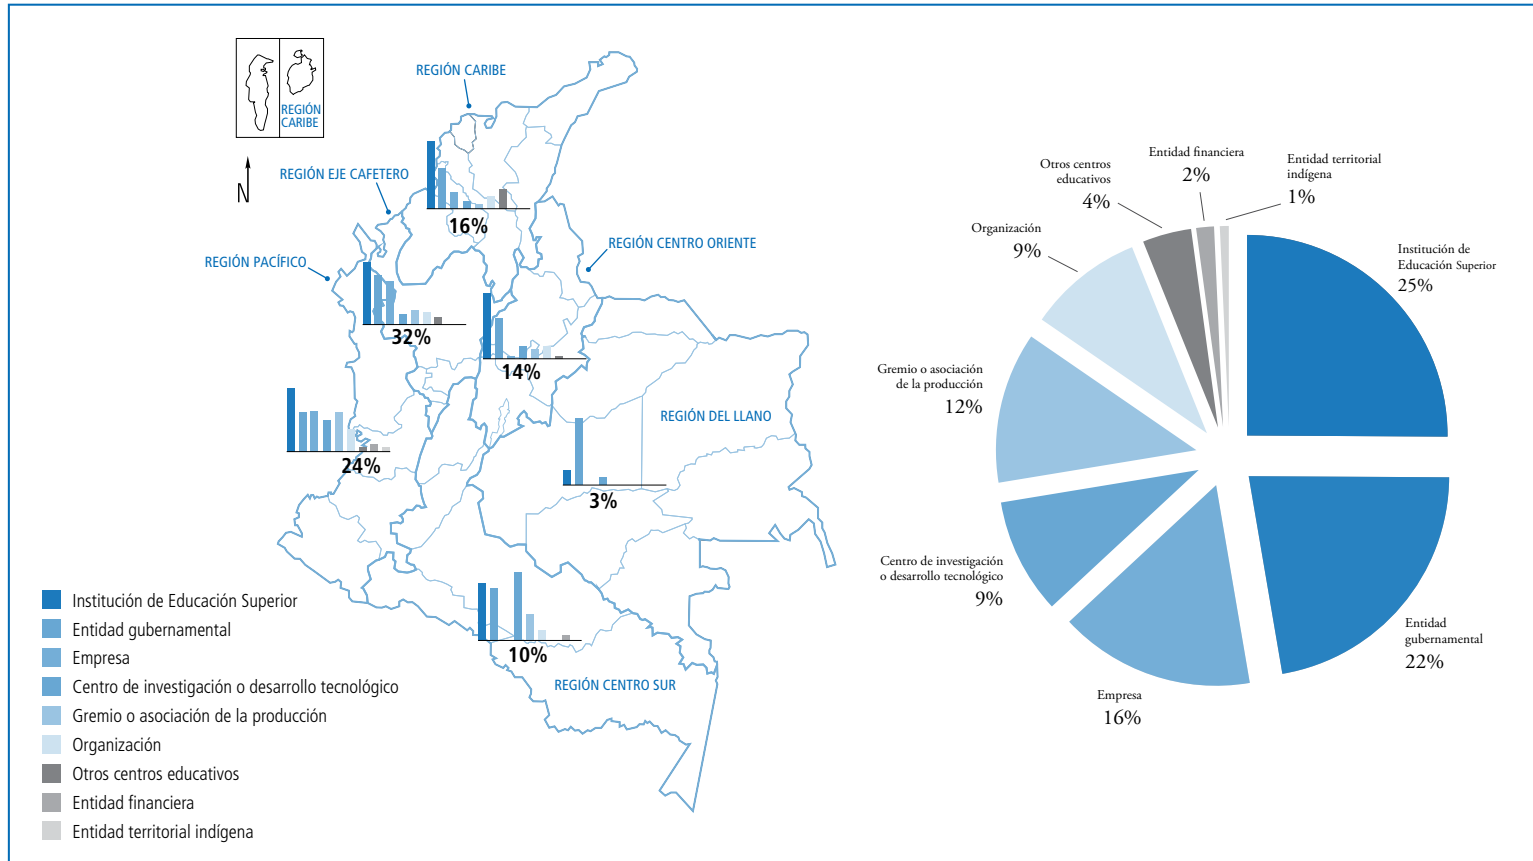 REGIÓN
CARIBE
N
REGIÓN CARIBE
REGIÓN EJE CAFETERO
REGIÓN PACÍFICO
REGIÓN CENTRO ORIENTE
REGIÓN DEL LLANO
REGIÓN CENTRO SUR
16%
32%
14%
24%
3%
10%
Institución de Educación Superior
Entidad gubernamental
Empresa
Centro de investigación o desarrollo tecnológico
Gremio o asociación de la producción
Organización
Otros centros educativos
Entidad financiera
Entidad territorial indígena
Institución de
Educación Superior
25%
Entidad
gubernamental
22%
Empresa
16%
Centro de investigación
o desarrollo tecnológico
9%
Gremio o asociación
de la producción
12%
Organización
9%
Otros centros
educativos
4%
Entidad financiera
2%
Entidad territorial
indígena
1%